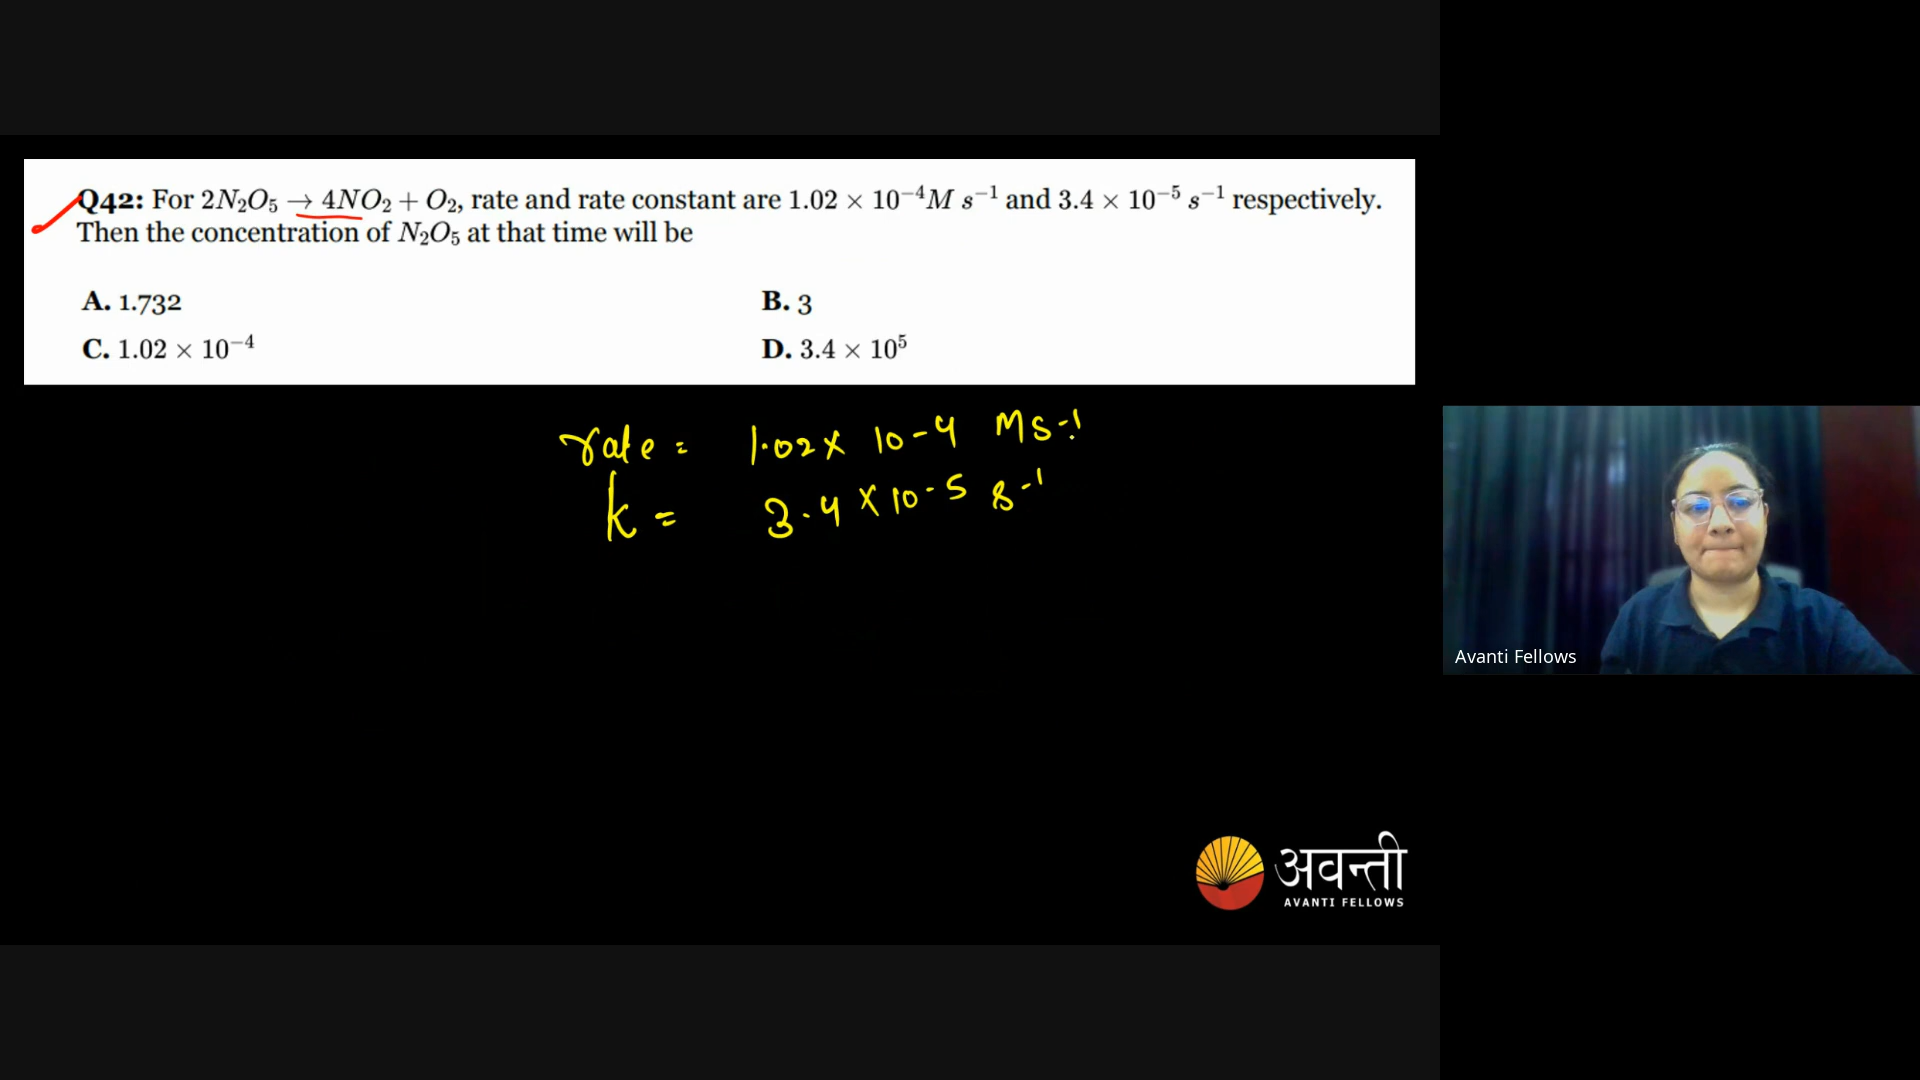 Q42: For 2N₂O₅ → 4NO₂ + O₂, rate and rate constant are 1.02 × 10⁻⁴M s⁻¹ and 3.4 × 10⁻⁵ s⁻¹ respectively.
Then the concentration of N₂O₅ at that time will be
A. 1.732
B. 3
C. 1.02 × 10⁻⁴
D. 3.4 × 10⁵
rate = 1.02 × 10-4 MS-1
k = 3.4 × 10-5 s-1
Avanti Fellows
अवन्ती
AVANTI FELLOWS